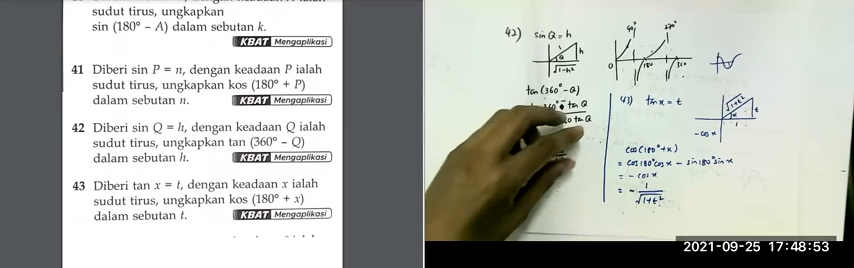 sudut tirus, ungkapkan
sin (180° – A) dalam sebutan k.
KBAT Mengaplikasi
41 Diberi sin P = n, dengan keadaan P ialah
sudut tirus, ungkapkan kos (180° + P)
dalam sebutan n.
KBAT Mengaplikasi
42 Diberi sin Q = h, dengan keadaan Q ialah
sudut tirus, ungkapkan tan (360° – Q)
dalam sebutan h.
KBAT Mengaplikasi
43 Diberi tan x = t, dengan keadaan x ialah
sudut tirus, ungkapkan kos (180° + x)
dalam sebutan t.
KBAT Mengaplikasi
42) sin Q = h
1
h
Q
√1-h²
tan (360° - Q)
tan Q
tan Q
90°
270°
0
180
43) tan x = t
√1+t²
t
x
1
- cos x
cos (180° + x)
= cos 180° cos x - sin 180° sin x
= - cos x
= - 1/√1+t²
2021-09-25 17:48:53